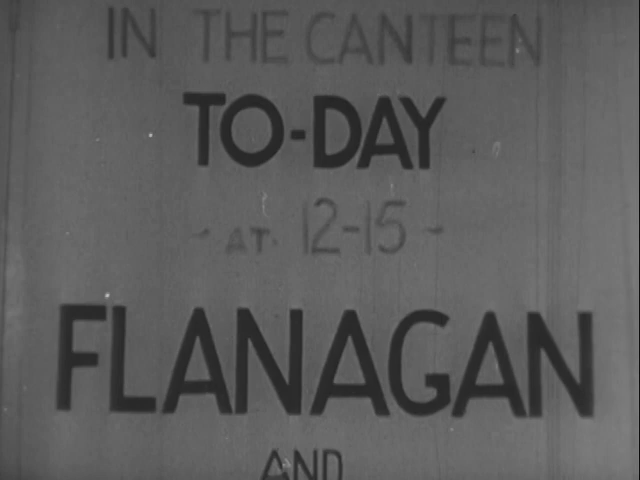 IN THE CANTEEN
TO-DAY
- AT. 12-15 -
FLANAGAN
AND